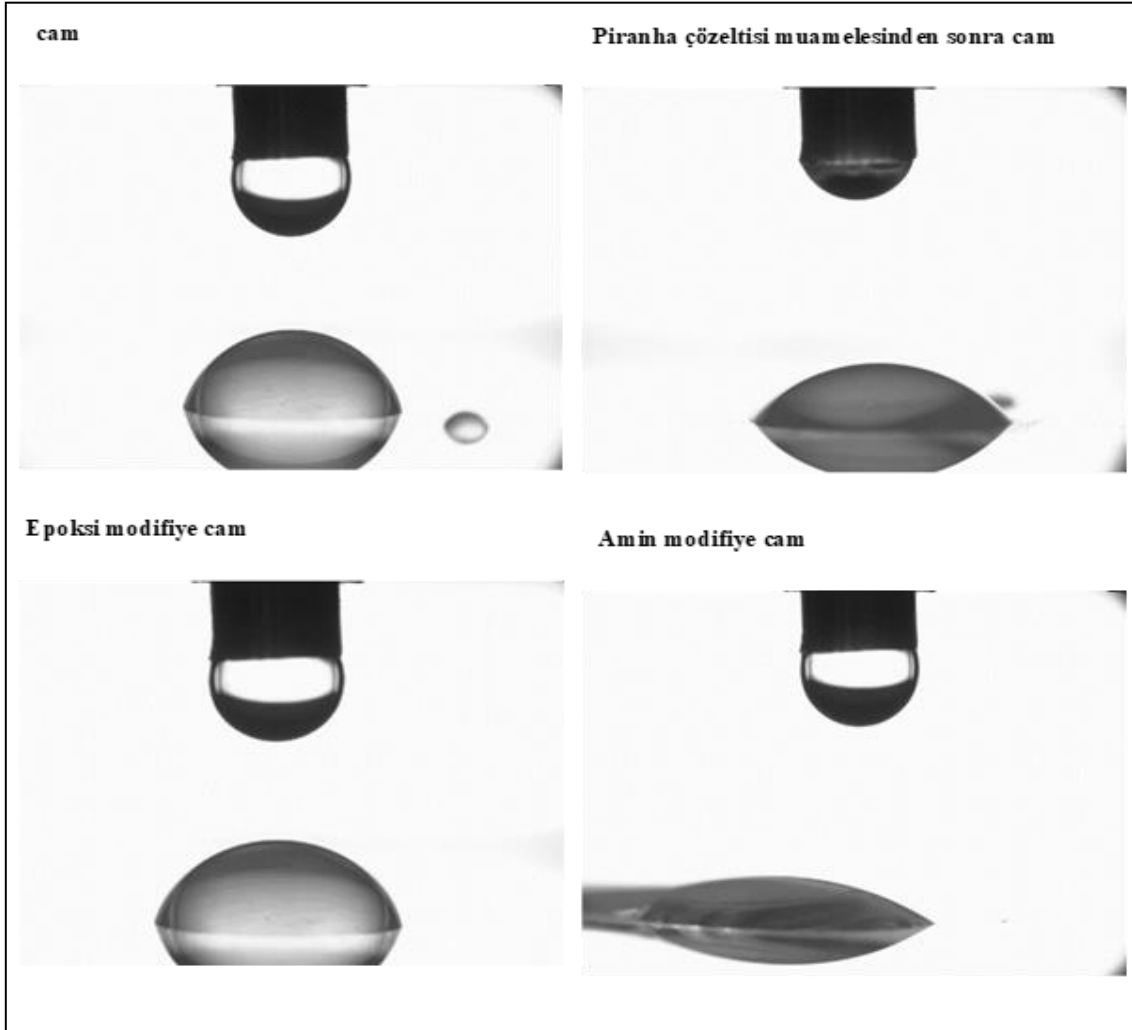 cam
Piranha çözeltisi muamelesinden sonra cam
Epoksi modifiye cam
Amin modifiye cam